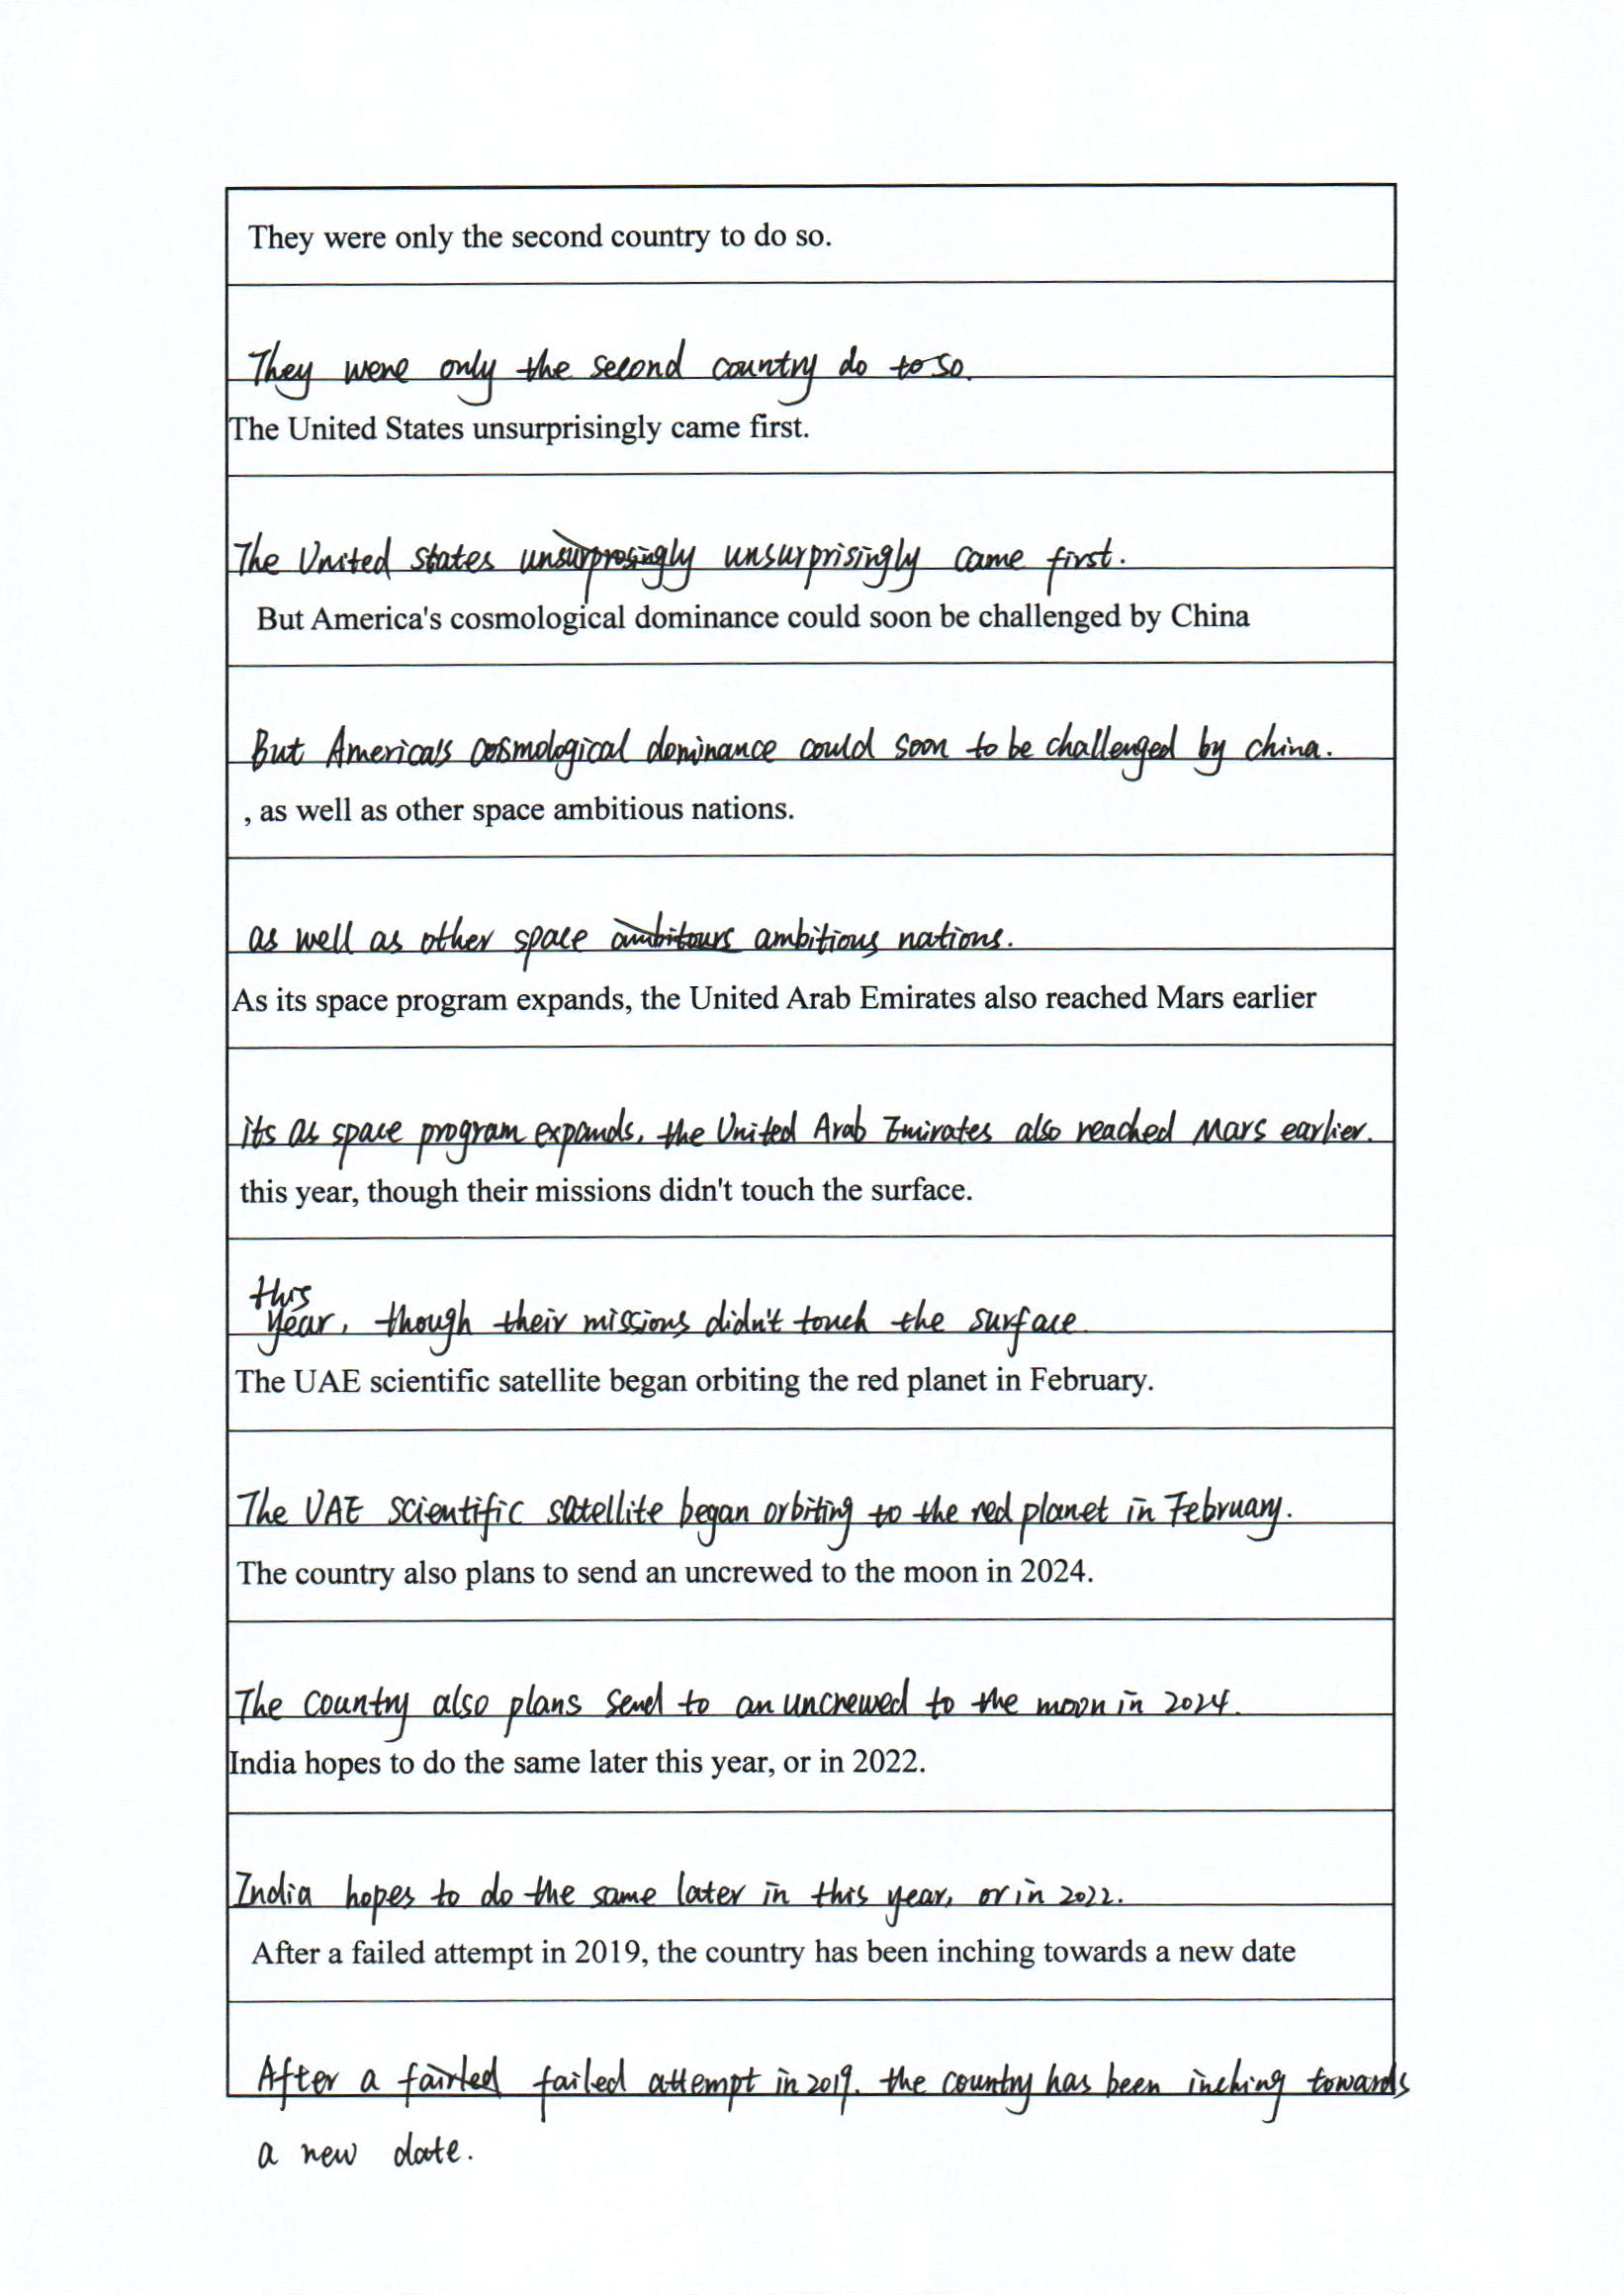 They were only the second country to do so.
They were only the second country do to so.
The United States unsurprisingly came first.
The United States unsurprosingly unsurprisingly came first.
But America's cosmological dominance could soon be challenged by China
But America's cosmological dominance could soon to be challenged by china.
, as well as other space ambitious nations.
as well as other space ambitours ambitious nations.
As its space program expands, the United Arab Emirates also reached Mars earlier
its as space program expands, the United Arab Emirates also reached Mars earlier.
this year, though their missions didn't touch the surface.
this
year, though their missions didn't touch the surface.
The UAE scientific satellite began orbiting the red planet in February.
The UAE scientific satellite began orbiting to the red planet in February.
The country also plans to send an uncrewed to the moon in 2024.
The country also plans send to an uncrewed to the moon in 2024.
India hopes to do the same later this year, or in 2022.
India hopes to do the same later in this year, or in 2022.
After a failed attempt in 2019, the country has been inching towards a new date
After a fairled failed attempt in 2019. the country has been inching towards
a new date.